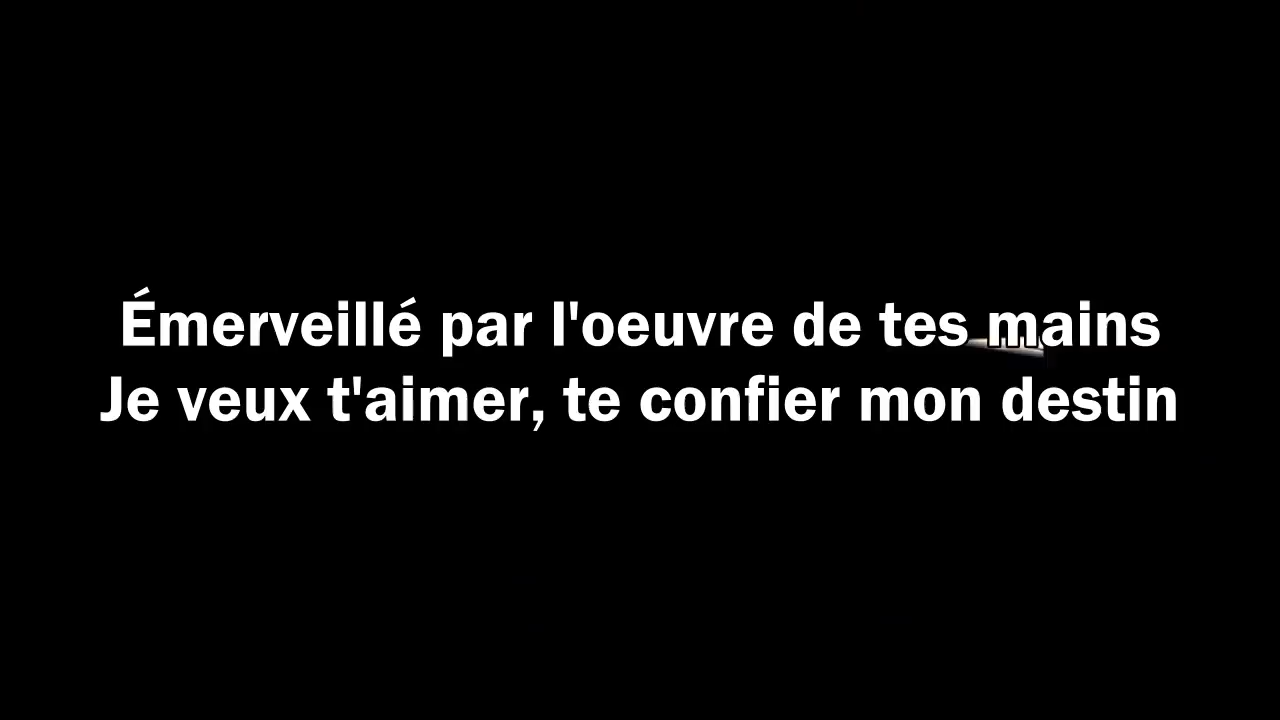 Émerveillé par l'oeuvre de tes mains
Je veux t'aimer, te confier mon destin